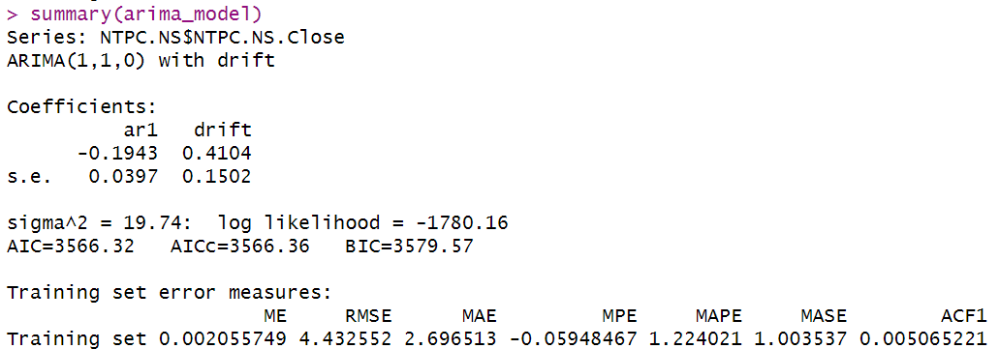 > summary(arima_model)
Series: NTPC.NS$NTPC.NS.Close
ARIMA(1,1,0) with drift
Coefficients:
ar1 drift
-0.1943 0.4104
s.e. 0.0397 0.1502
sigma^2 = 19.74: log likelihood = -1780.16
AIC=3566.32 AICc=3566.36 BIC=3579.57
Training set error measures:
ME RMSE MAE MPE MAPE MASE ACF1
Training set 0.002055749 4.432552 2.696513 -0.05948467 1.224021 1.003537 0.005065221